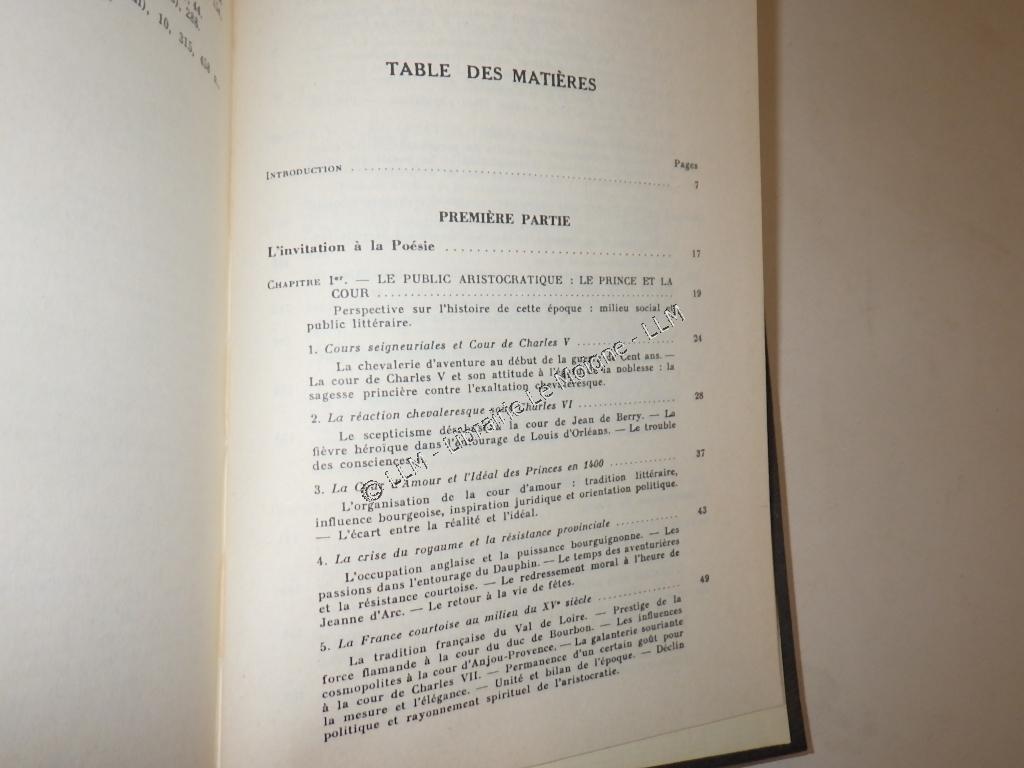 44.
288.
10, 315, 454 n.
TABLE DES MATIÈRES
Pages
INTRODUCTION . . . . . . . . . . 7
PREMIÈRE PARTIE
L'invitation à la Poésie . . . . . . . . . . 17
CHAPITRE Ier. — LE PUBLIC ARISTOCRATIQUE : LE PRINCE ET LA
COUR . . . . . . . . . . 19
Perspective sur l'histoire de cette époque : milieu social et
public littéraire.
1. Cours seigneuriales et Cour de Charles V . . . . . . . . . . 24
La chevalerie d'aventure au début de la guerre de Cent ans. —
La cour de Charles V et son attitude à l'égard de la noblesse : la
sagesse princière contre l'exaltation chevaleresque.
2. La réaction chevaleresque sous Charles VI . . . . . . . . . . 28
Le scepticisme désabusé à la cour de Jean de Berry. — La
fièvre héroïque dans l'entourage de Louis d'Orléans. — Le trouble
des consciences.
3. La Cour d'Amour et l'Idéal des Princes en 1400 . . . . . . . . . . 37
L'organisation de la cour d'amour : tradition littéraire,
influence bourgeoise, inspiration juridique et orientation politique.
— L'écart entre la réalité et l'idéal.
4. La crise du royaume et la résistance provinciale . . . . . . . . . . 43
L'occupation anglaise et la puissance bourguignonne. — Les
passions dans l'entourage du Dauphin. — Le temps des aventurières
et la résistance courtoise. — Le redressement moral à l'heure de
Jeanne d'Arc. — Le retour à la vie de fêtes.
5. La France courtoise au milieu du XVe siècle . . . . . . . . . . 49
La tradition française du Val de Loire. — Prestige de la
force flamande à la cour du duc de Bourbon. — Les influences
cosmopolites à la cour d'Anjou-Provence. — La galanterie souriante
à la cour de Charles VII. — Permanence d'un certain goût pour
la mesure et l'élégance. — Unité et bilan de l'époque. — Déclin
politique et rayonnement spirituel de l'aristocratie.
© LLM - Librairie Le Molone - LLM